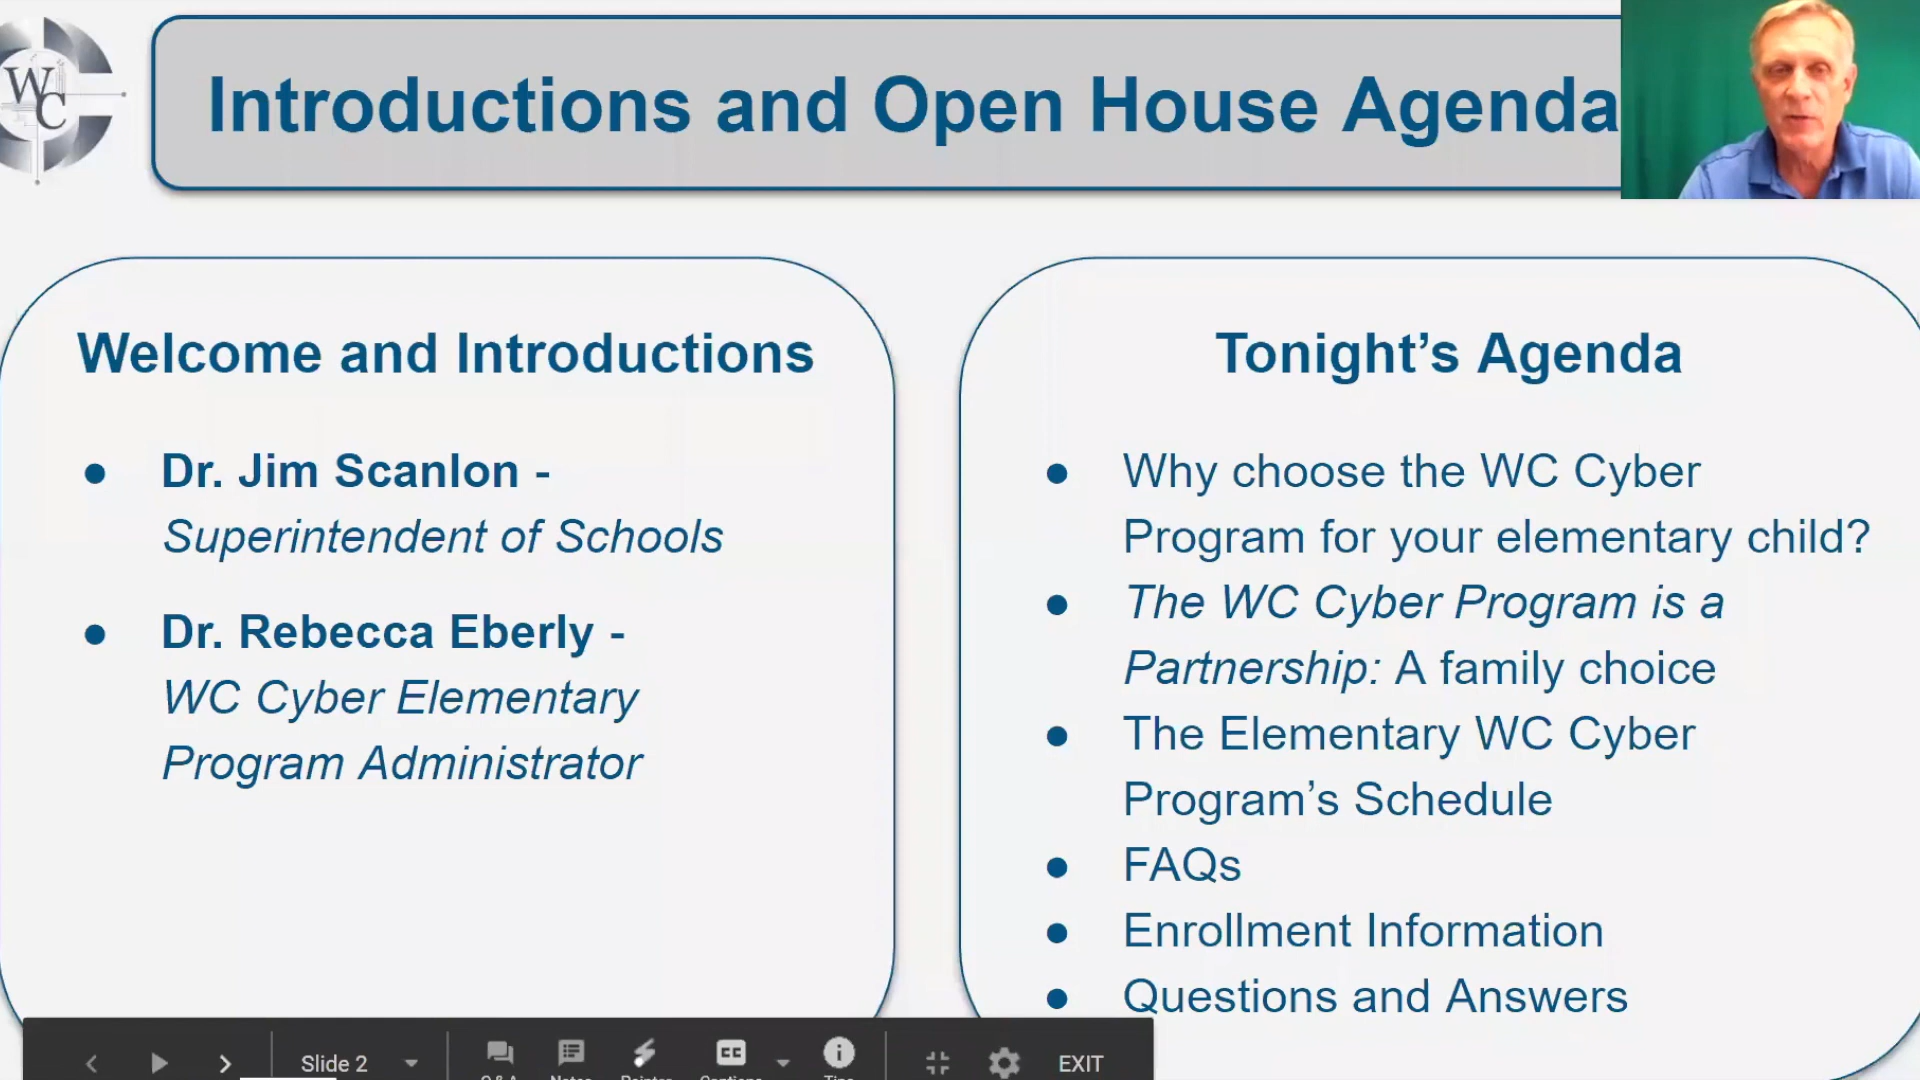 WC
Introductions and Open House Agenda
Welcome and Introductions
● Dr. Jim Scanlon -
Superintendent of Schools
● Dr. Rebecca Eberly -
WC Cyber Elementary
Program Administrator
Tonight’s Agenda
● Why choose the WC Cyber
Program for your elementary child?
● The WC Cyber Program is a
Partnership: A family choice
● The Elementary WC Cyber
Program’s Schedule
● FAQs
● Enrollment Information
● Questions and Answers
Slide 2
CC
EXIT